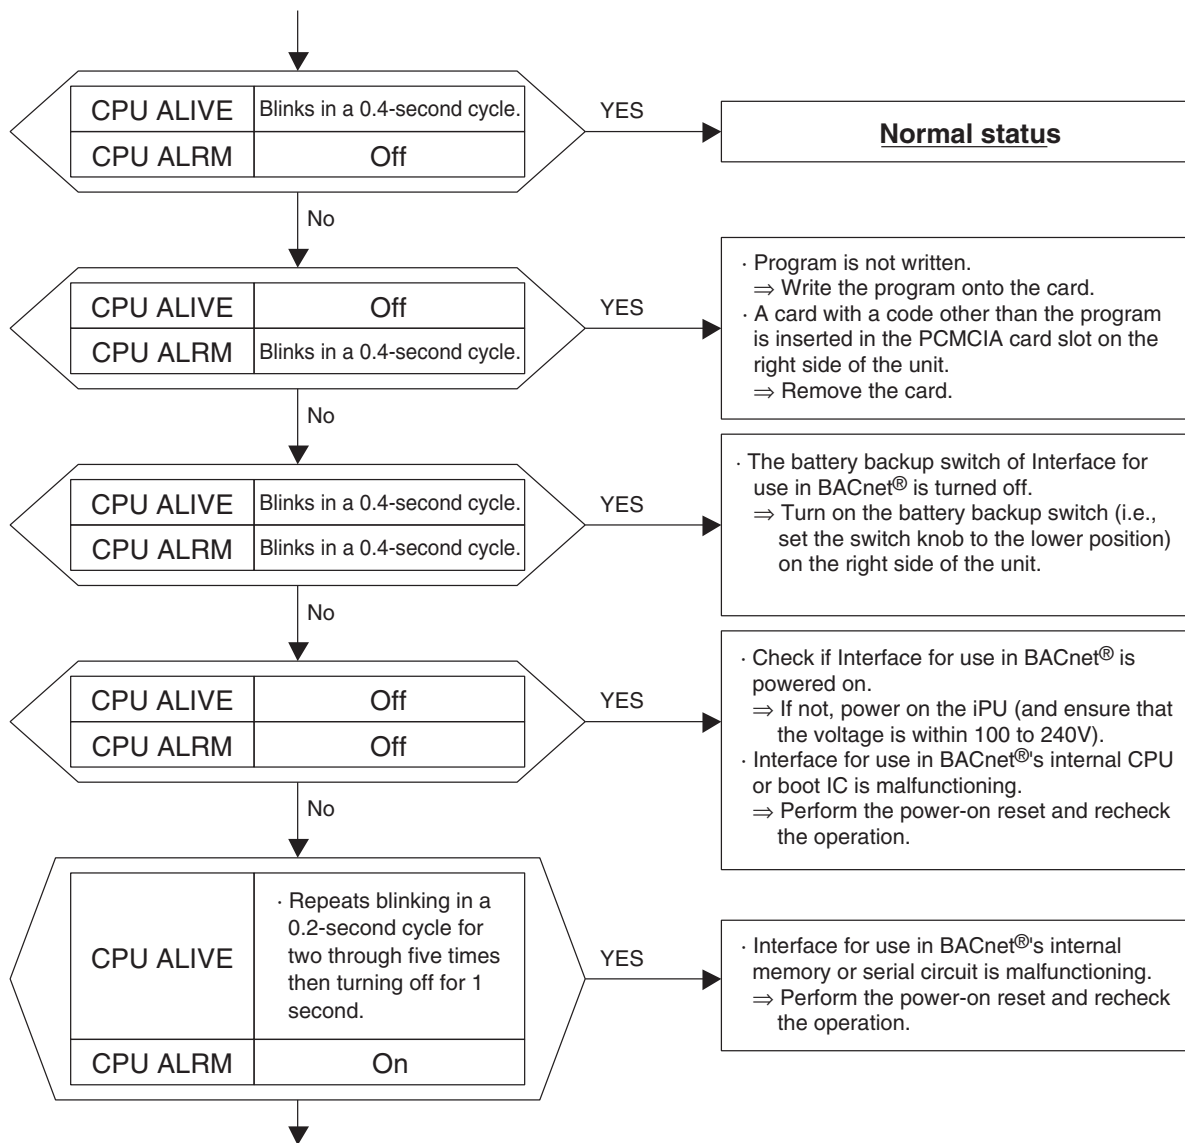 CPU ALIVE
Blinks in a 0.4-second cycle.
CPU ALRM
Off
YES
Normal status
No
CPU ALIVE
Off
CPU ALRM
Blinks in a 0.4-second cycle.
YES
· Program is not written.
⇒ Write the program onto the card.
· A card with a code other than the program
is inserted in the PCMCIA card slot on the
right side of the unit.
⇒ Remove the card.
No
CPU ALIVE
Blinks in a 0.4-second cycle.
CPU ALRM
Blinks in a 0.4-second cycle.
YES
· The battery backup switch of Interface for
use in BACnet® is turned off.
⇒ Turn on the battery backup switch (i.e.,
set the switch knob to the lower position)
on the right side of the unit.
No
CPU ALIVE
Off
CPU ALRM
Off
YES
· Check if Interface for use in BACnet® is
powered on.
⇒ If not, power on the iPU (and ensure that
the voltage is within 100 to 240V).
· Interface for use in BACnet®'s internal CPU
or boot IC is malfunctioning.
⇒ Perform the power-on reset and recheck
the operation.
No
CPU ALIVE
· Repeats blinking in a
0.2-second cycle for
two through five times
then turning off for 1
second.
CPU ALRM
On
YES
· Interface for use in BACnet®'s internal
memory or serial circuit is malfunctioning.
⇒ Perform the power-on reset and recheck
the operation.